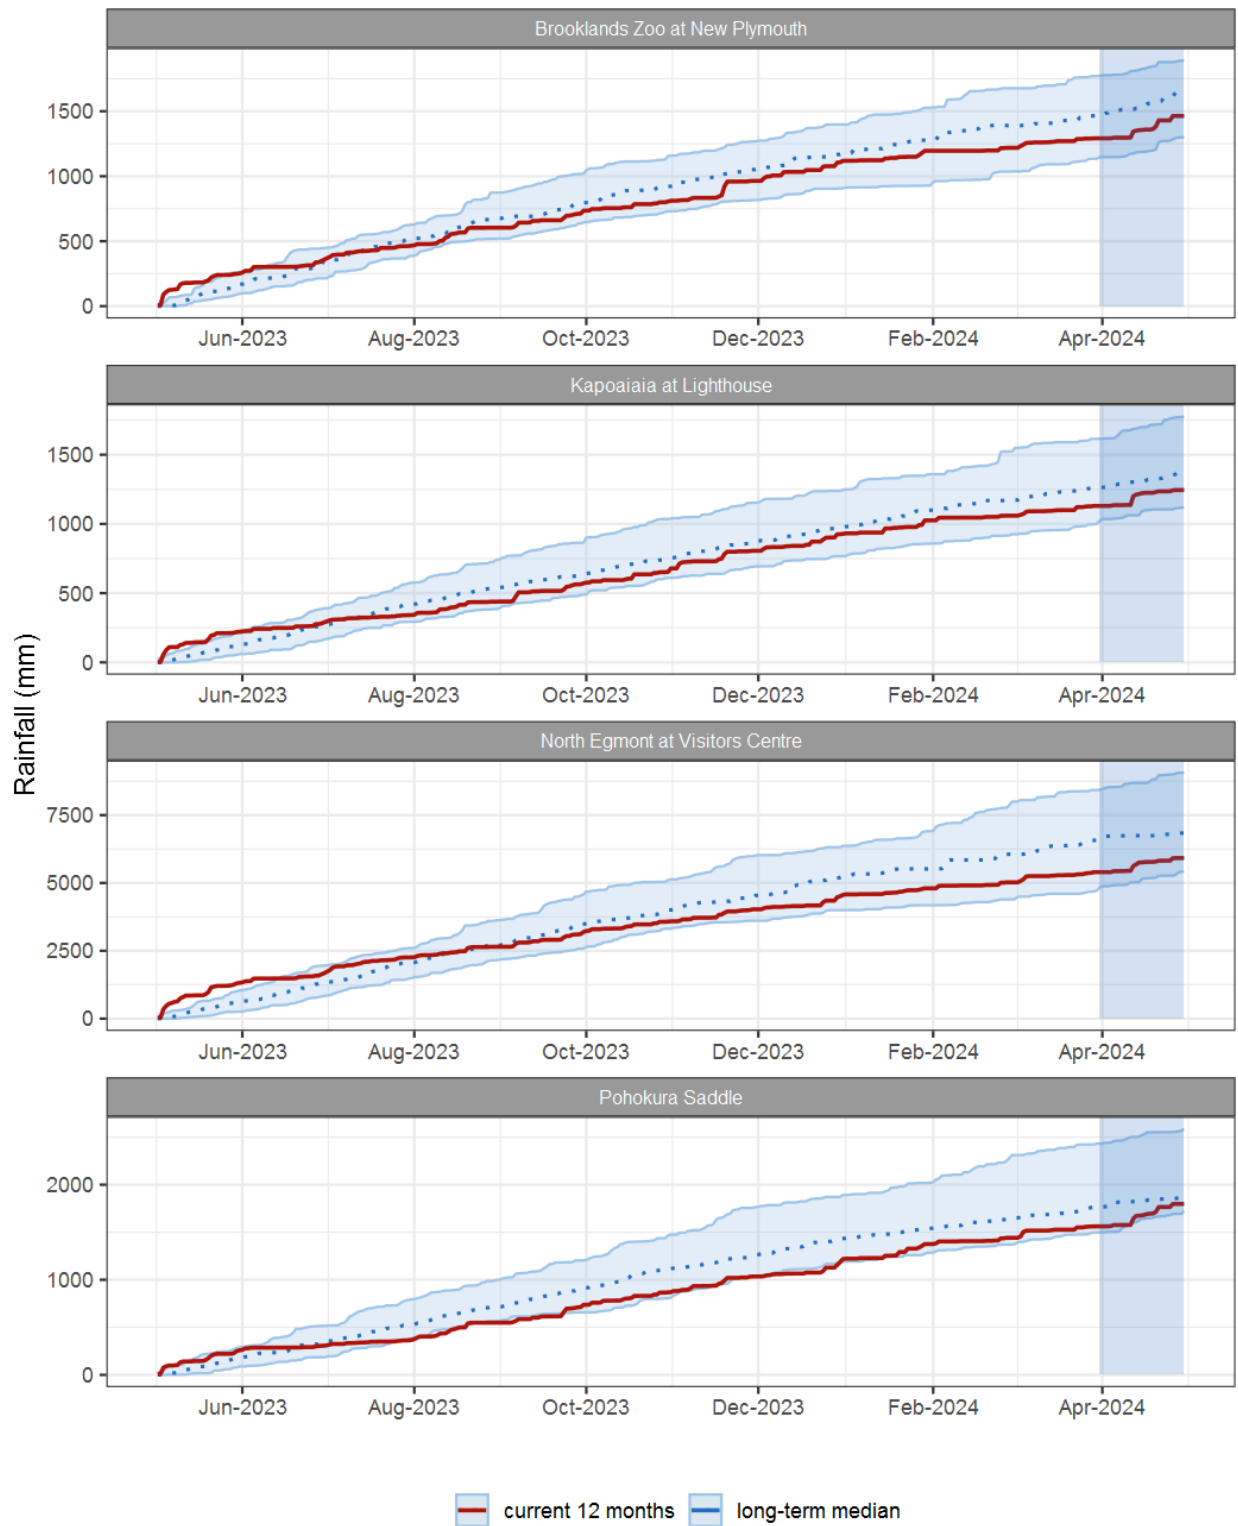 Brooklands Zoo at New Plymouth
1500
1000
500
0
Jun-2023 Aug-2023 Oct-2023 Dec-2023 Feb-2024 Apr-2024
Kapoaiaia at Lighthouse
1500
1000
500
0
Jun-2023 Aug-2023 Oct-2023 Dec-2023 Feb-2024 Apr-2024
Rainfall (mm)
North Egmont at Visitors Centre
7500
5000
2500
0
Jun-2023 Aug-2023 Oct-2023 Dec-2023 Feb-2024 Apr-2024
Pohokura Saddle
2000
1000
0
Jun-2023 Aug-2023 Oct-2023 Dec-2023 Feb-2024 Apr-2024
current 12 months long-term median